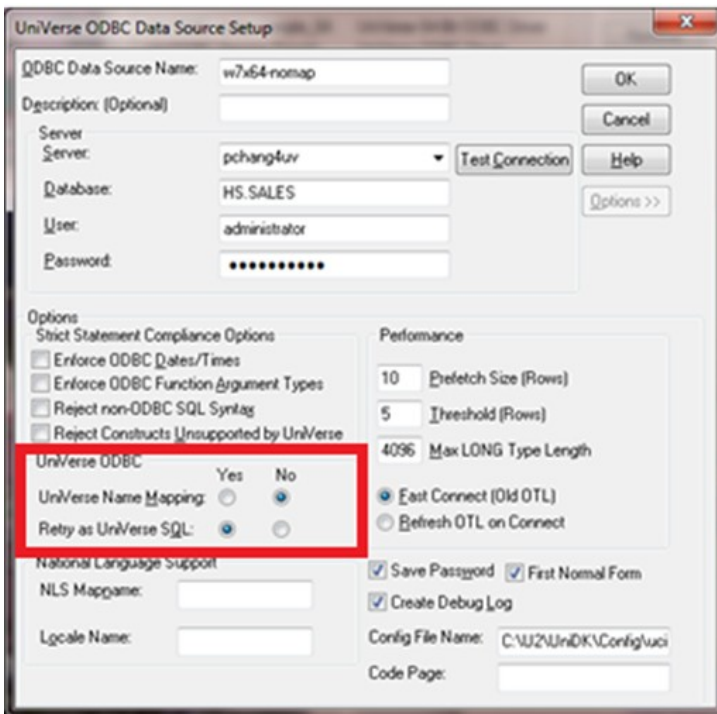 UniVerse ODBC Data Source Setup
ODBC Data Source Name: w7x64-nomap
OK
Description: (Optional)
Cancel
Server
Server: pchang4uv Test Connection Help
Database: HS.SALES
Options >>
User: administrator
Password: ••••••••••
Options
Strict Statement Compliance Options
Enforce ODBC Dates/Times
Enforce ODBC Function Argument Types
Reject non-ODBC SQL Syntax
Reject Constructs Unsupported by UniVerse
Performance
10 Prefetch Size (Rows)
5 Threshold (Rows)
4096 Max LONG Type Length
UniVerse ODBC
Yes No
UniVerse Name Mapping:
Retry as UniVerse SQL:
Fast Connect (Old OTL)
Refresh OTL on Connect
National Language Support
NLS Mapname:
Locale Name:
Save Password First Normal Form
Create Debug Log
Config File Name: C:\U2\UniDK\Config\uci
Code Page: